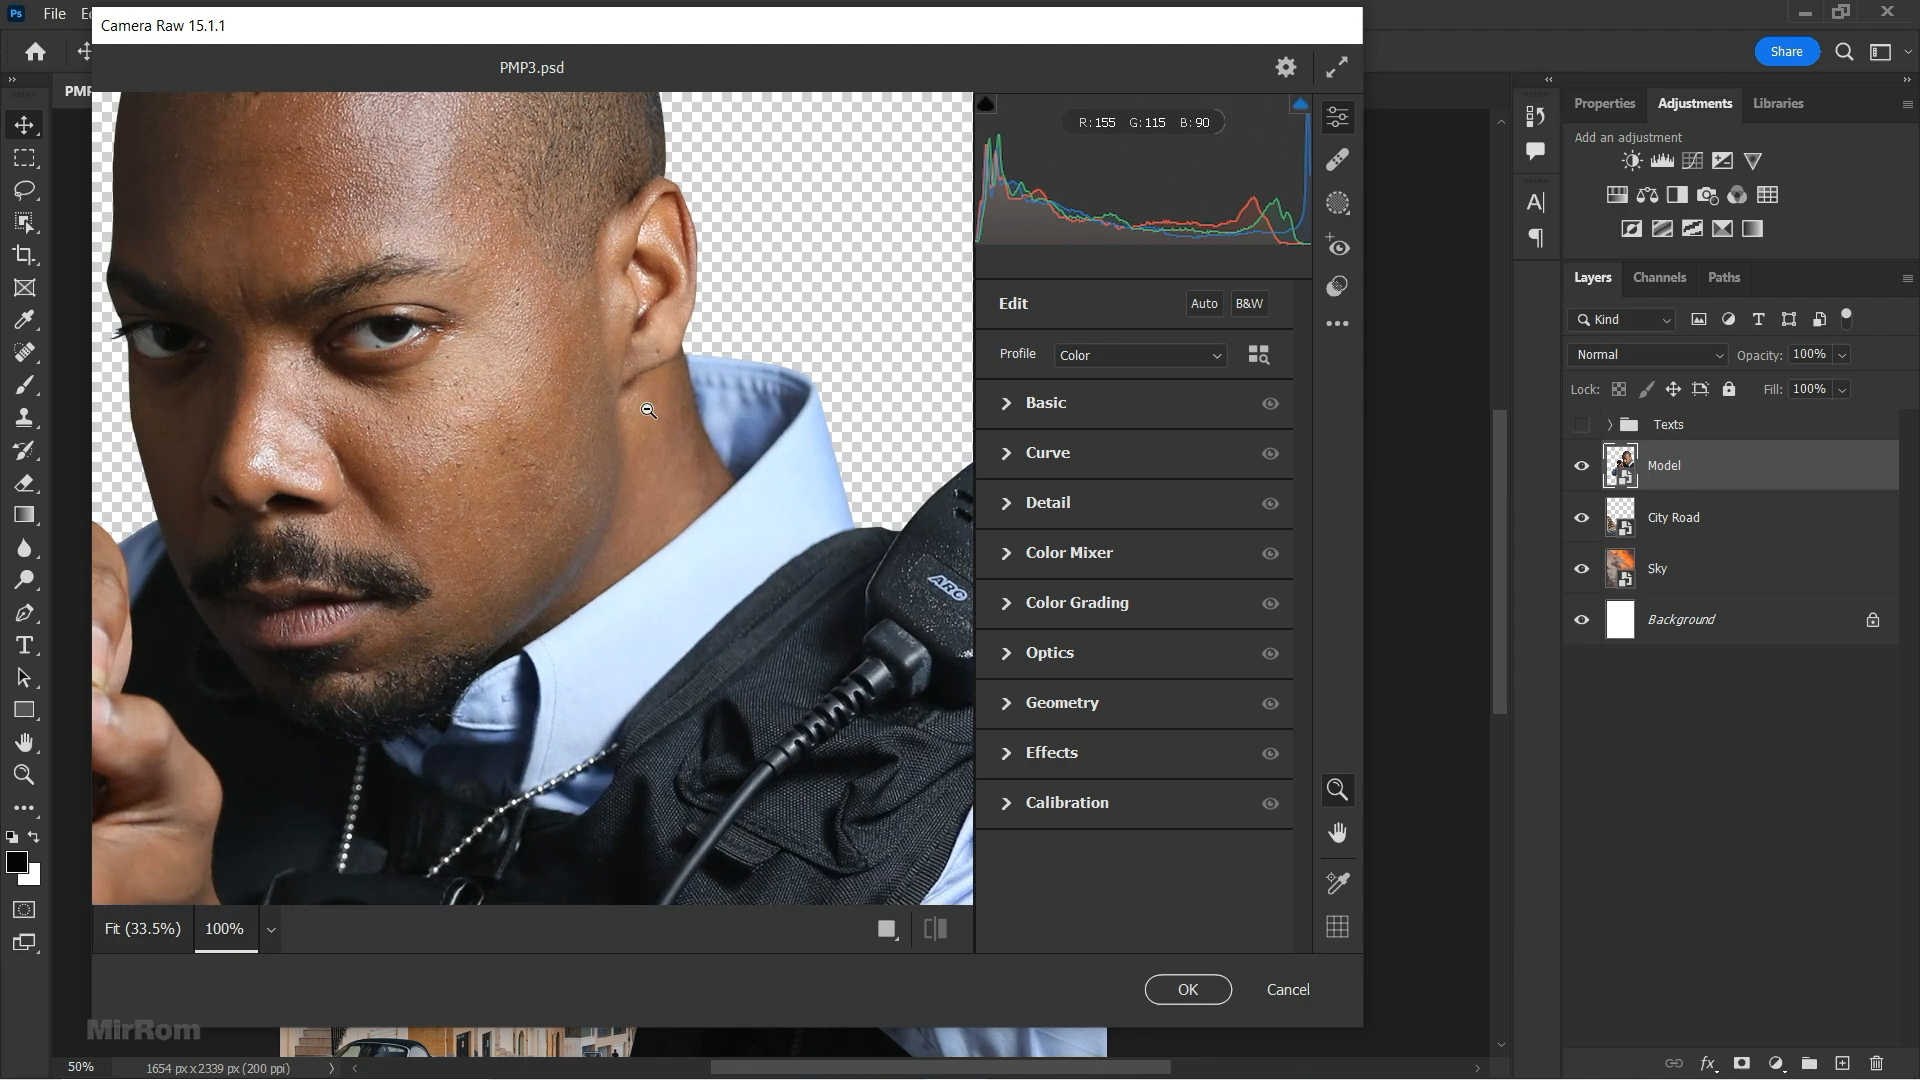 Ps File
Camera Raw 15.1.1
PMP3.psd
Share
PMP
R:155 G:115 B:90
Properties Adjustments Libraries
Add an adjustment
Edit Auto B&W
Layers Channels Paths
Kind
Profile Color
Normal Opacity: 100%
Lock: Fill: 100%
Basic
Texts
Curve
Model
Detail
City Road
Color Mixer
Sky
ARC
Color Grading
Background
Optics
Geometry
Effects
Calibration
Fit (33.5%) 100%
OK Cancel
MirRom
50% 1654 px x 2339 px (200 ppi)